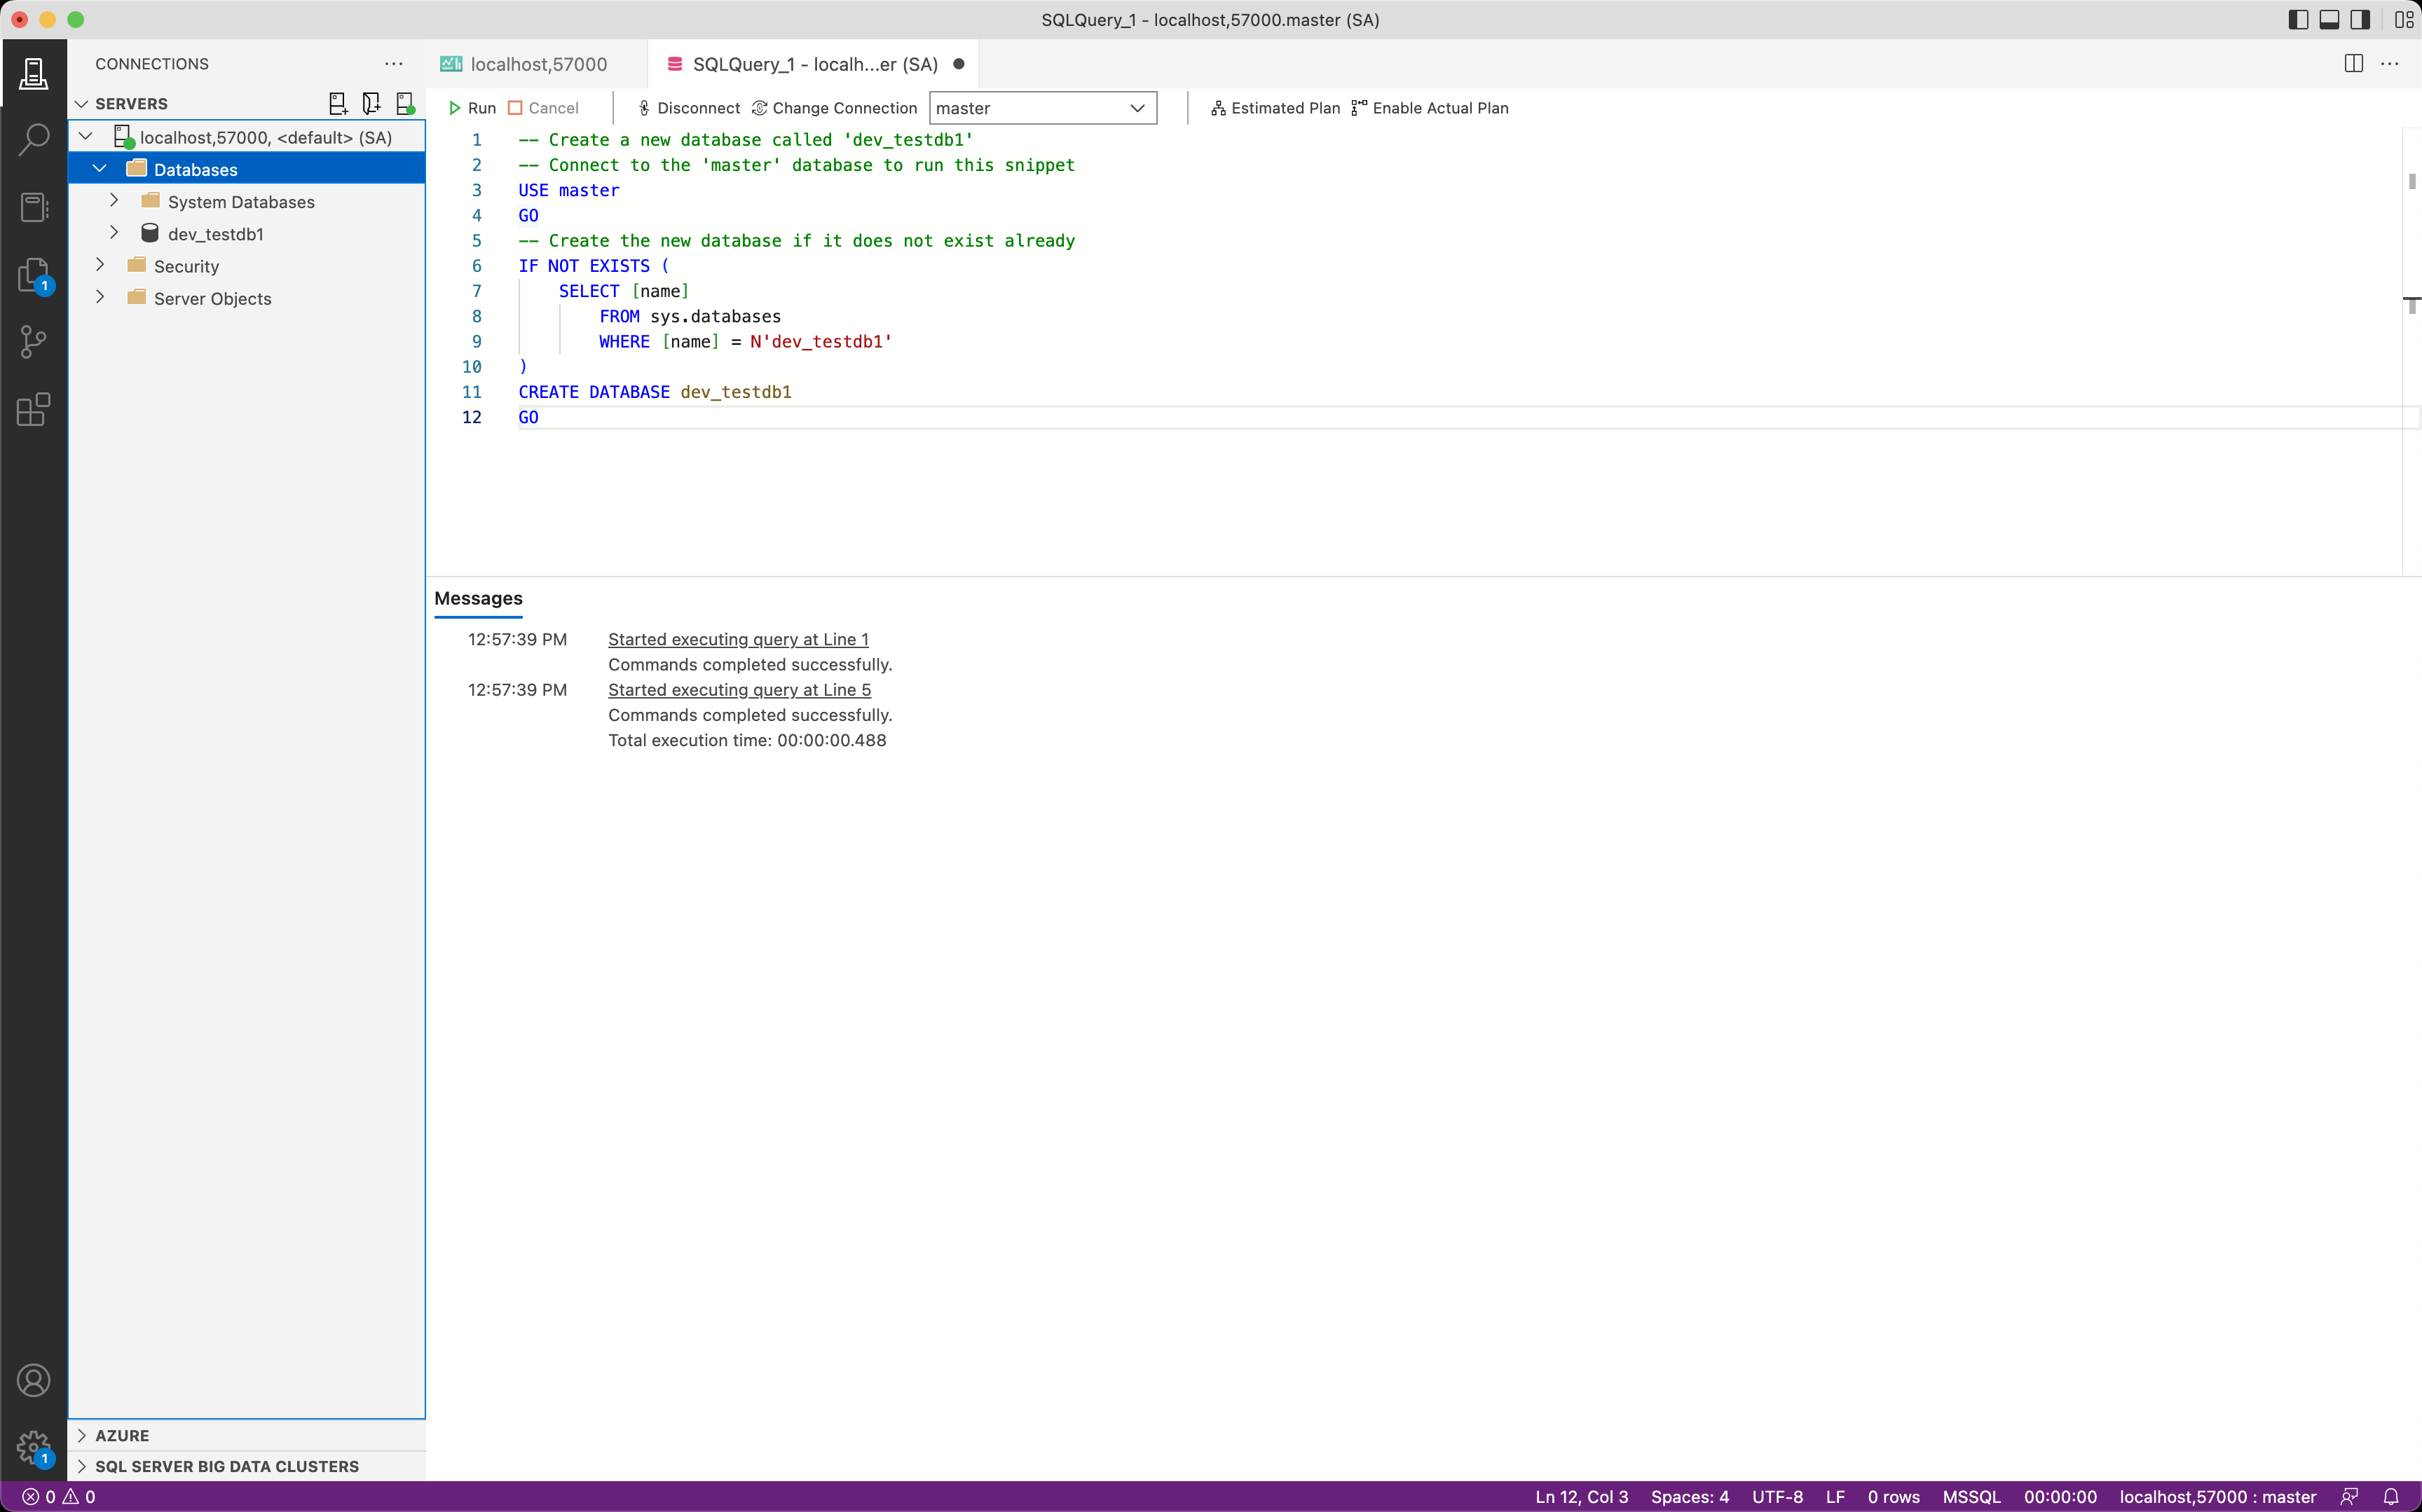 SQLQuery_1 - localhost,57000.master (SA)
CONNECTIONS
SERVERS
localhost,57000, <default> (SA)
Databases
System Databases
dev_testdb1
Security
Server Objects
AZURE
SQL SERVER BIG DATA CLUSTERS
localhost,57000
SQLQuery_1 - localh...er (SA)
Run Cancel Disconnect Change Connection master Estimated Plan Enable Actual Plan
1 -- Create a new database called 'dev_testdb1'
2 -- Connect to the 'master' database to run this snippet
3 USE master
4 GO
5 -- Create the new database if it does not exist already
6 IF NOT EXISTS (
7 SELECT [name]
8 FROM sys.databases
9 WHERE [name] = N'dev_testdb1'
10 )
11 CREATE DATABASE dev_testdb1
12 GO
Messages
12:57:39 PM Started executing query at Line 1
Commands completed successfully.
12:57:39 PM Started executing query at Line 5
Commands completed successfully.
Total execution time: 00:00:00.488
1
1
0 0 Ln 12, Col 3 Spaces: 4 UTF-8 LF 0 rows MSSQL 00:00:00 localhost,57000 : master